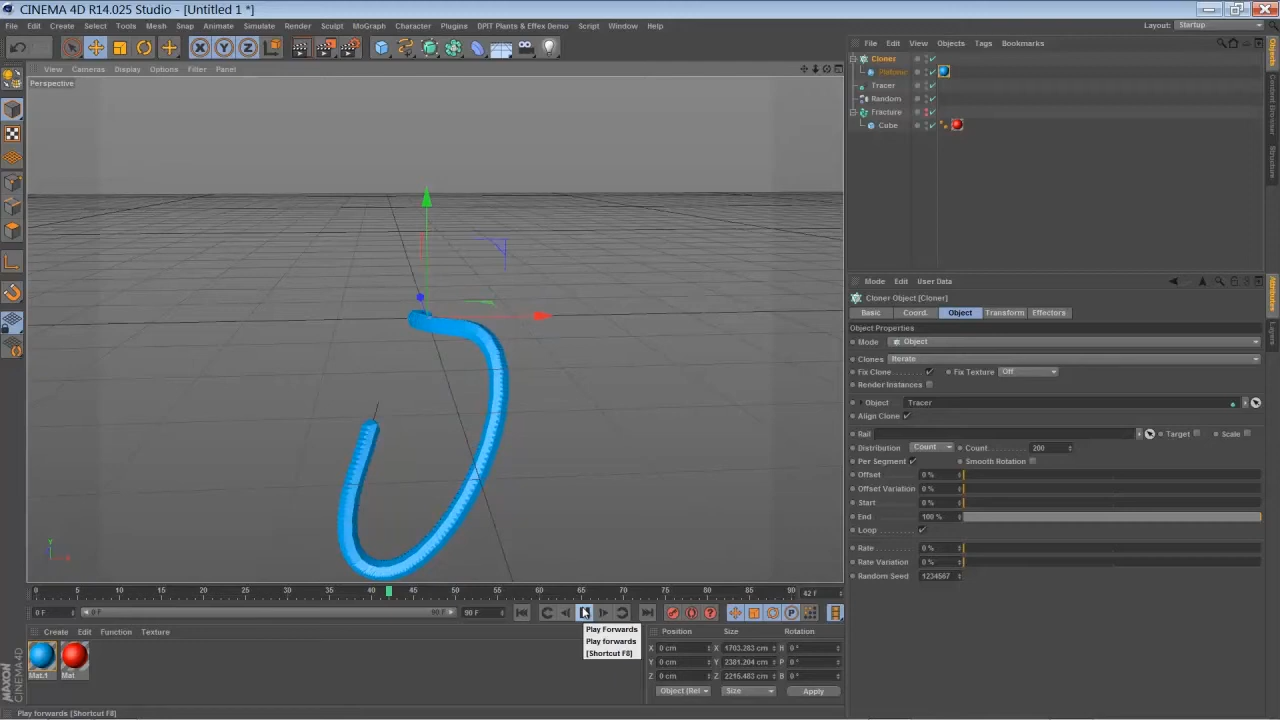 CINEMA 4D R14.025 Studio - [Untitled 1 *]
File Edit Create Select Tools Mesh Snap Animate Simulate Render Sculpt MoGraph Character Plugins DPIT Plants & Effex Demo Script Window Help Layout: Startup
X Y Z
View Cameras Display Options Filter Panel
Perspective
File Edit View Objects Tags Bookmarks
Cloner
Platonic
Tracer
Random
Fracture
Cube
Objects
Content Browser
Structure
Mode Edit User Data
Cloner Object [Cloner]
Basic Coord. Object Transform Effectors
Object Properties
Mode Object
Clones Iterate
Fix Clone Fix Texture Off
Render Instances
Object Tracer
Align Clone
Rail Target Scale
Distribution Count Count 200
Per Segment Smooth Rotation
Offset 0 %
Offset Variation 0 %
Start 0 %
End 100 %
Loop
Rate 0 %
Rate Variation 0 %
Random Seed 1234567
Attributes
Layers
Y
X
0 5 10 15 20 25 30 35 40 45 50 55 60 65 70 75 80 85 90 42 F
0 F 0 F 90 F 90 F
P
Play Forwards
Play forwards
[Shortcut F8]
Create Edit Function Texture
Mat.1 Mat
Position Size Rotation
X 0 cm X 1703.283 cm H 0 °
Y 0 cm Y 2381.204 cm P 0 °
Z 0 cm Z 2215.483 cm B 0 °
Object (Rel Size Apply
MAXON
CINEMA 4D
Play forwards [Shortcut F8]